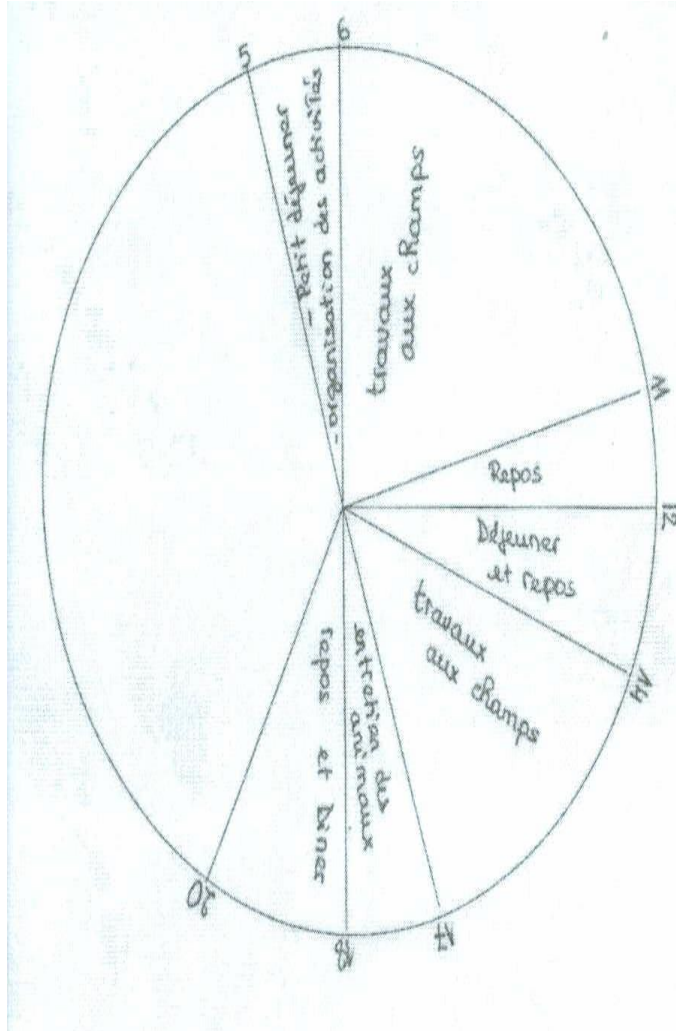 5
- Petit déjeuner
- organisation des activités
6
travaux
aux champs
11
Repos
12
Déjeuner
et repos
14
travaux
aux champs
17
entretien des
animaux
18
repos et Diner
20